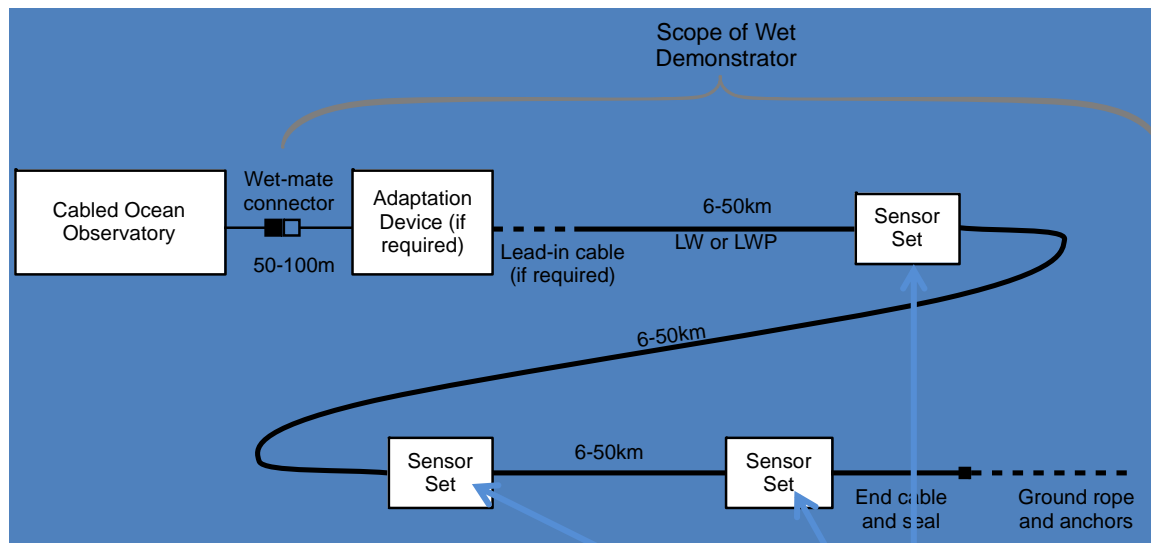 Scope of Wet
Demonstrator
Cabled Ocean
Observatory
Wet-mate
connector
50-100m
Adaptation
Device (if
required)
Lead-in cable
(if required)
6-50km
LW or LWP
Sensor
Set
6-50km
Sensor
Set
6-50km
Sensor
Set
End cable
and seal
Ground rope
and anchors